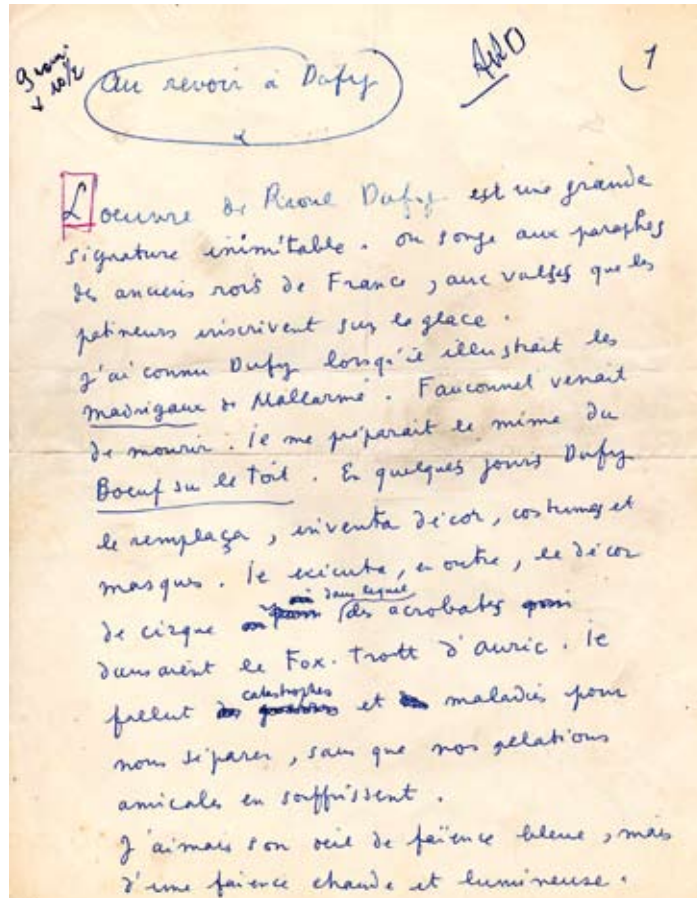 1
Au revoir à Dufy
L'oeuvre de Raoul Dufy est une grande
signature inimitable. On songe aux paraphes
des anciens rois de France, aux valses que les
patineurs inscrivent sur la glace.
J'ai connu Dufy lorsqu'il illustrait les
madrigaux de Mallarmé. Fauconnet venait
de mourir. Il me préparait le mime du
Boeuf sur le Toit. En quelques jours Dufy
le remplaça, inventa décor, costumes et
masques. Il exécuta, en outre, le décor
dans lequel
de cirque des acrobates
dansaient le Fox-Trott d'Auric. Il
catastrophes
fallut et maladies pour
nous séparer, sans que nos relations
amicales en souffrissent.
J'aimais son oeil de faïence bleue, mais
d'une faïence chaude et lumineuse.